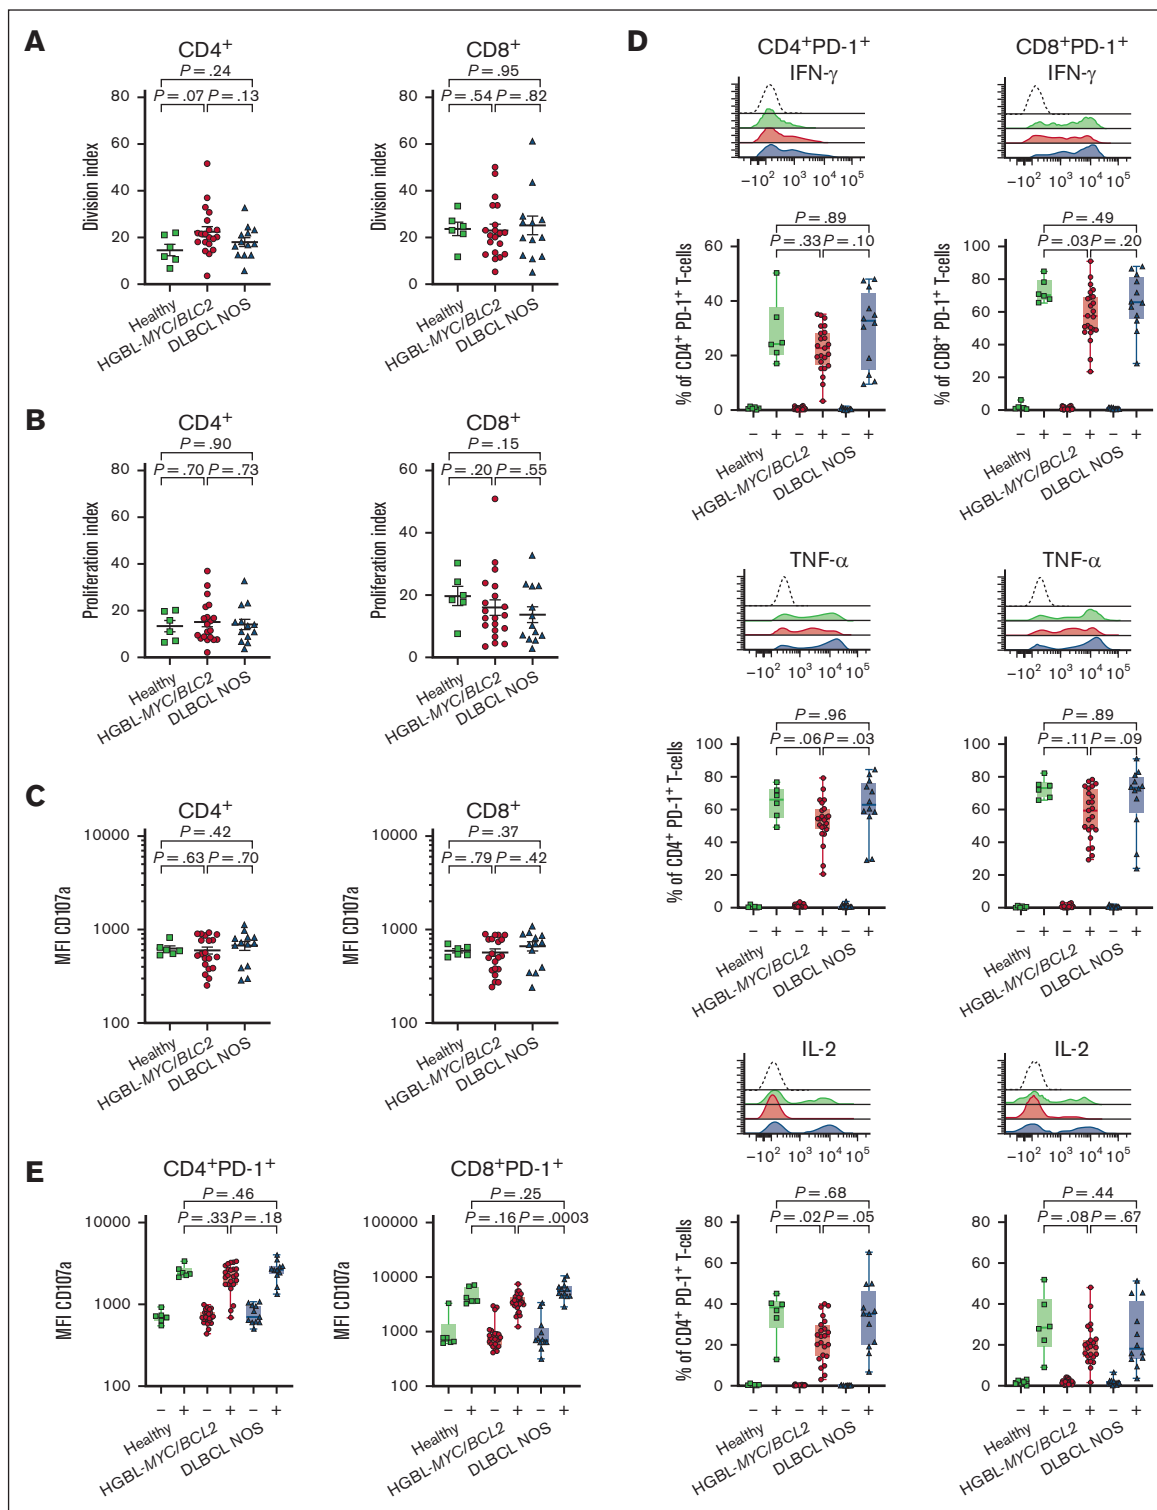 A
CD4+
P = .24
P = .07 P = .13
Division index
80
60
40
20
0
Healthy
HGBL-MYC/BLC2
DLBCL NOS
CD8+
P = .95
P = .54 P = .82
Division index
80
60
40
20
0
Healthy
HGBL-MYC/BLC2
DLBCL NOS
B
CD4+
P = .90
P = .70 P = .73
Proliferation index
80
60
40
20
0
Healthy
HGBL-MYC/BLC2
DLBCL NOS
CD8+
P = .15
P = .20 P = .55
Proliferation index
60
40
20
0
Healthy
HGBL-MYC/BLC2
DLBCL NOS
C
CD4+
P = .42
P = .63 P = .70
MFI CD107a
10000
1000
100
Healthy
HGBL-MYC/BLC2
DLBCL NOS
CD8+
P = .37
P = .79 P = .42
MFI CD107a
10000
1000
100
Healthy
HGBL-MYC/BLC2
DLBCL NOS
D
CD4+PD-1+
IFN-γ
−10² 10³ 10⁴ 10⁵
P = .89
P = .33 P = .10
% of CD4+ PD-1+ T-cells
60
40
20
0
− + − + − +
Healthy
HGBL-MYC/BCL2
DLBCL NOS
CD8+PD-1+
IFN-γ
−10² 10³ 10⁴ 10⁵
P = .49
P = .03 P = .20
% of CD8+ PD-1+ T-cells
100
80
60
40
20
0
− + − + − +
Healthy
HGBL-MYC/BCL2
DLBCL NOS
TNF-α
−10² 10³ 10⁴ 10⁵
P = .96
P = .06 P = .03
% of CD4+ PD-1+ T-cells
100
80
60
40
20
0
− + − + − +
Healthy
HGBL-MYC/BCL2
DLBCL NOS
TNF-α
−10² 10³ 10⁴ 10⁵
P = .89
P = .11 P = .09
100
80
60
40
20
0
− + − + − +
Healthy
HGBL-MYC/BCL2
DLBCL NOS
IL-2
−10² 10³ 10⁴ 10⁵
P = .68
P = .02 P = .05
% of CD4+ PD-1+ T-cells
80
60
40
20
0
− + − + − +
Healthy
HGBL-MYC/BCL2
DLBCL NOS
IL-2
−10² 10³ 10⁴ 10⁵
P = .44
P = .08 P = .67
80
60
40
20
0
− + − + − +
Healthy
HGBL-MYC/BCL2
DLBCL NOS
E
CD4+PD-1+
P = .46
P = .33 P = .18
MFI CD107a
10000
1000
100
− + − + − +
Healthy
HGBL-MYC/BCL2
DLBCL NOS
CD8+PD-1+
P = .25
P = .16 P = .0003
MFI CD107a
100000
10000
1000
100
− + − + − +
Healthy
HGBL-MYC/BCL2
DLBCL NOS